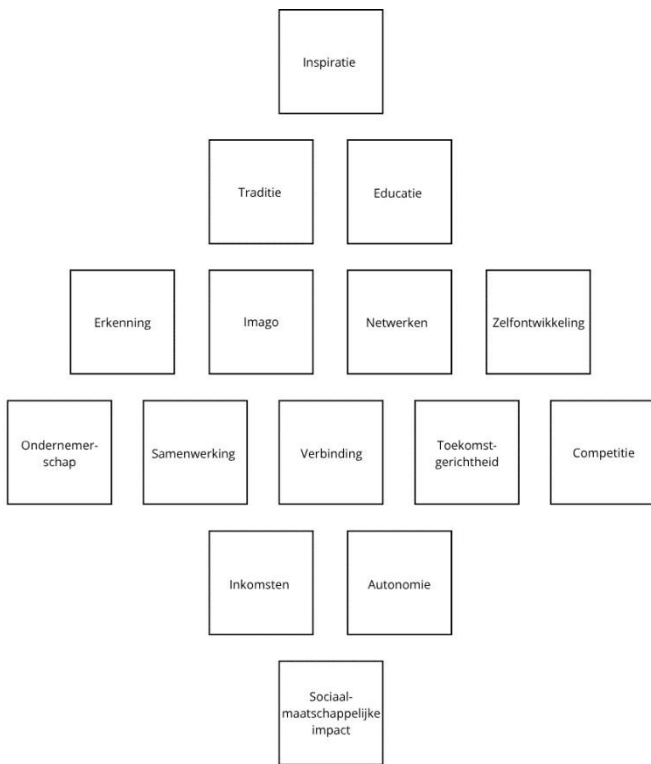 Inspiratie
Traditie
Educatie
Erkenning
Imago
Netwerken
Zelfontwikkeling
Ondernemer-
schap
Samenwerking
Verbinding
Toekomst-
gerichtheid
Competitie
Inkomsten
Autonomie
Sociaal-
maatschappelijke
impact